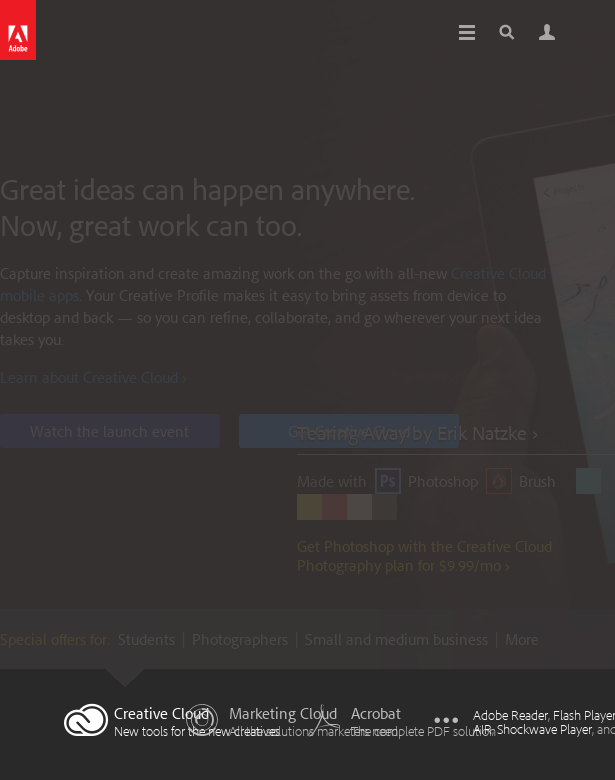 Adobe
Great ideas can happen anywhere.
Now, great work can too.
Capture inspiration and create amazing work on the go with all-new Creative Cloud
mobile apps. Your Creative Profile makes it easy to bring assets from device to
desktop and back — so you can refine, collaborate, and go wherever your next idea
takes you.
Learn about Creative Cloud ›
Watch the launch event
Tearing Away by Erik Natzke ›
Made with Ps Photoshop Brush
Get Photoshop with the Creative Cloud
Photography plan for $9.99/mo ›
Special offers for: Students | Photographers | Small and medium business | More
Creative Cloud
New tools for the new creatives
Marketing Cloud
All the solutions marketers need
Acrobat
The complete PDF solution
Adobe Reader, Flash Player
AIR, Shockwave Player, and